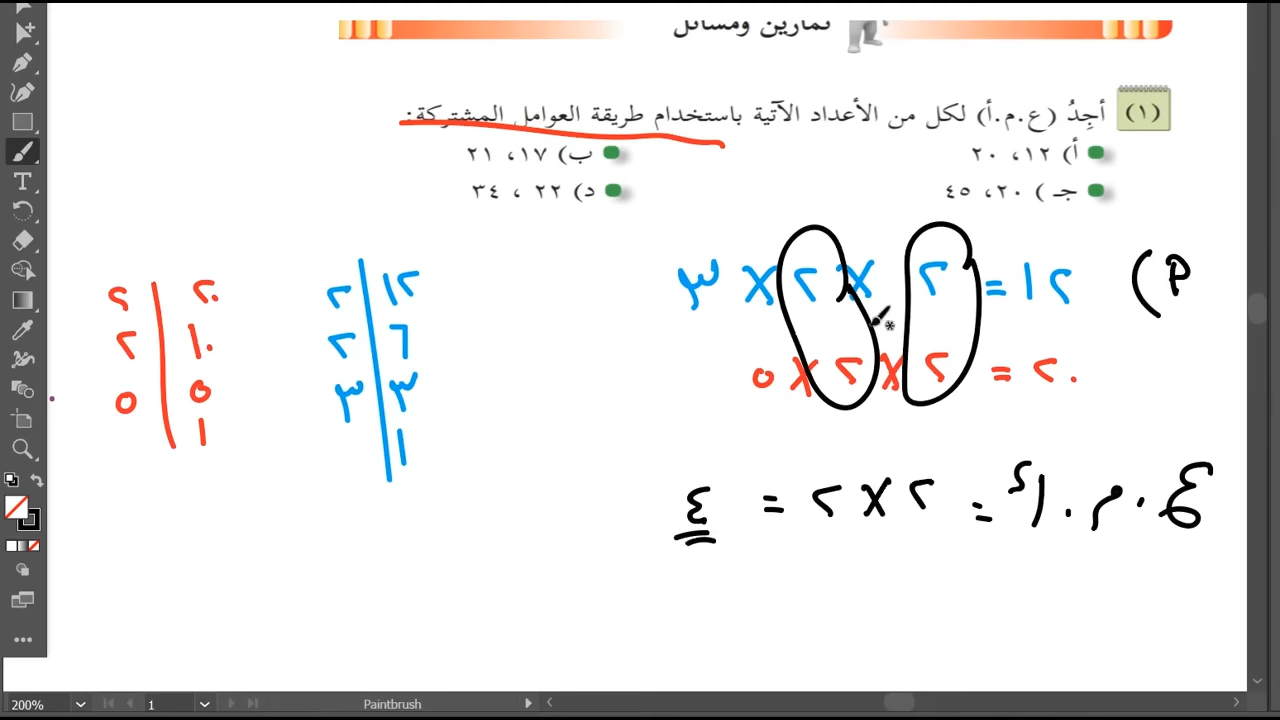 تمارين ومسائل
(١) أجِدُ (ع.م.أ) لكل من الأعداد الآتية باستخدام طريقة العوامل المشتركة:
أ) ١٢، ٢٠
ب) ١٧، ٢١
جـ) ٢٠، ٤٥
د) ٢٢ ، ٣٤
أ) ١٢ = ٢ × ٢ × ٣
٢٠ = ٢ × ٢ × ٥
ع.م.أ = ٢ × ٢ = ٤
١٢ ٢
٦ ٢
٣ ٣
١
٢٠ ٢
١٠ ٢
٥ ٥
١
200%
1
Paintbrush